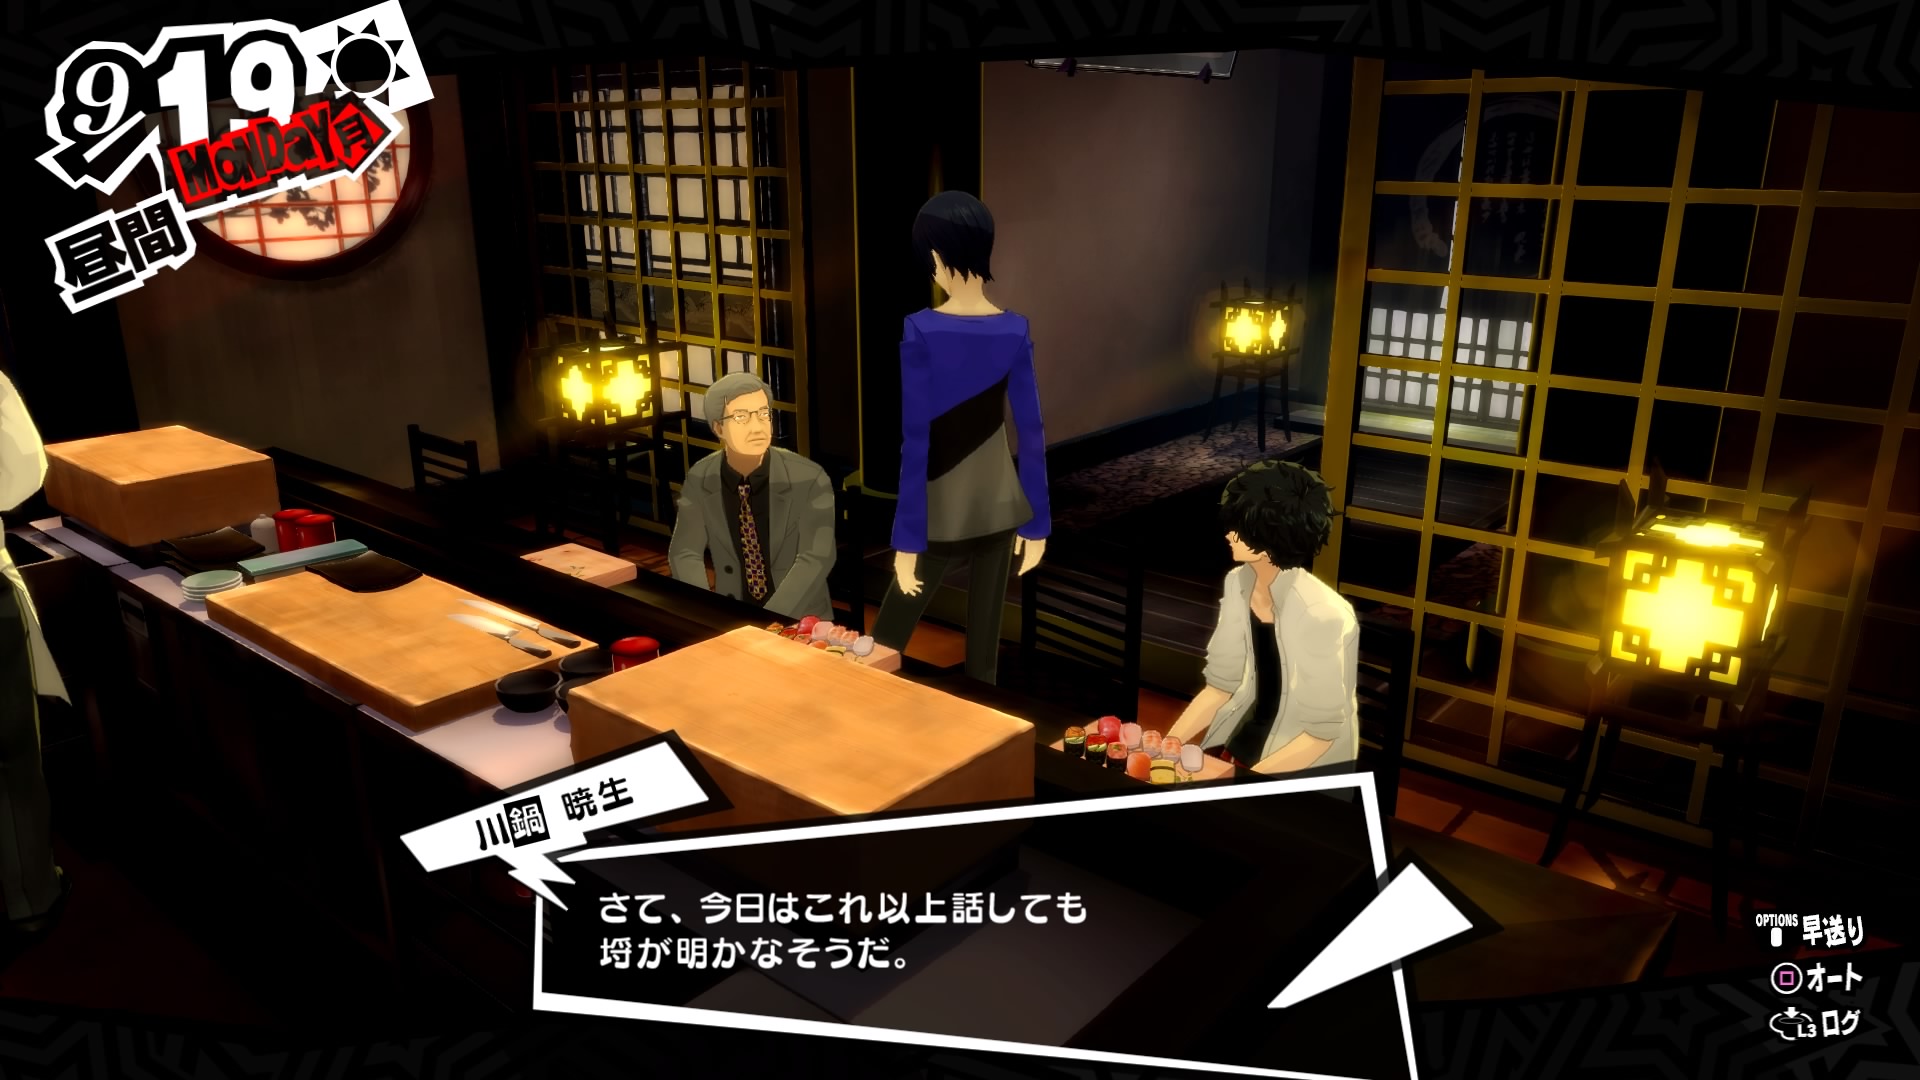 9/19
MONDAY 月
昼間
川鍋 暁生
さて、今日はこれ以上話しても
埒が明かなそうだ。
OPTIONS 早送り
オート
L3 ログ